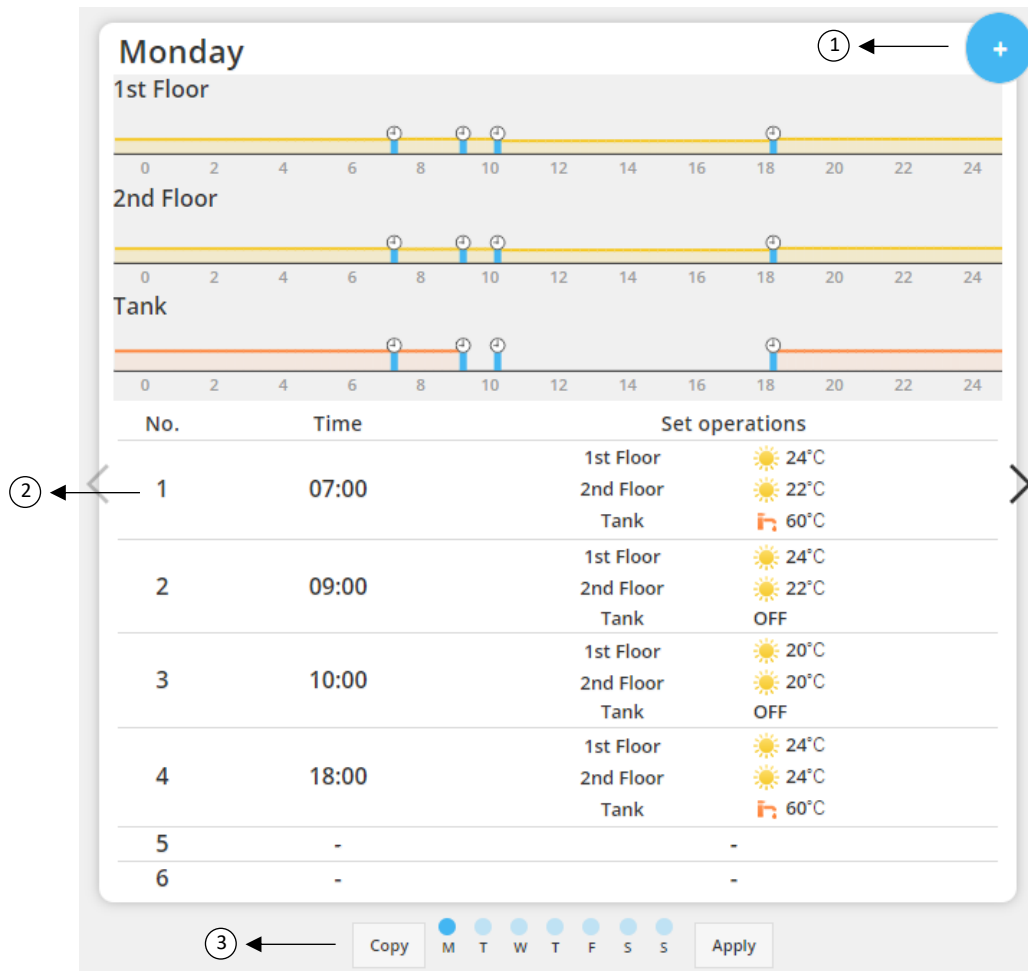 Monday
1
+
1st Floor
0 2 4 6 8 10 12 14 16 18 20 22 24
2nd Floor
0 2 4 6 8 10 12 14 16 18 20 22 24
Tank
0 2 4 6 8 10 12 14 16 18 20 22 24
No. Time Set operations
1st Floor 24°C
2 1 07:00 2nd Floor 22°C
Tank 60°C
1st Floor 24°C
2 09:00 2nd Floor 22°C
Tank OFF
1st Floor 20°C
3 10:00 2nd Floor 20°C
Tank OFF
1st Floor 24°C
4 18:00 2nd Floor 24°C
Tank 60°C
5 - -
6 - -
3 Copy M T W T F S S Apply